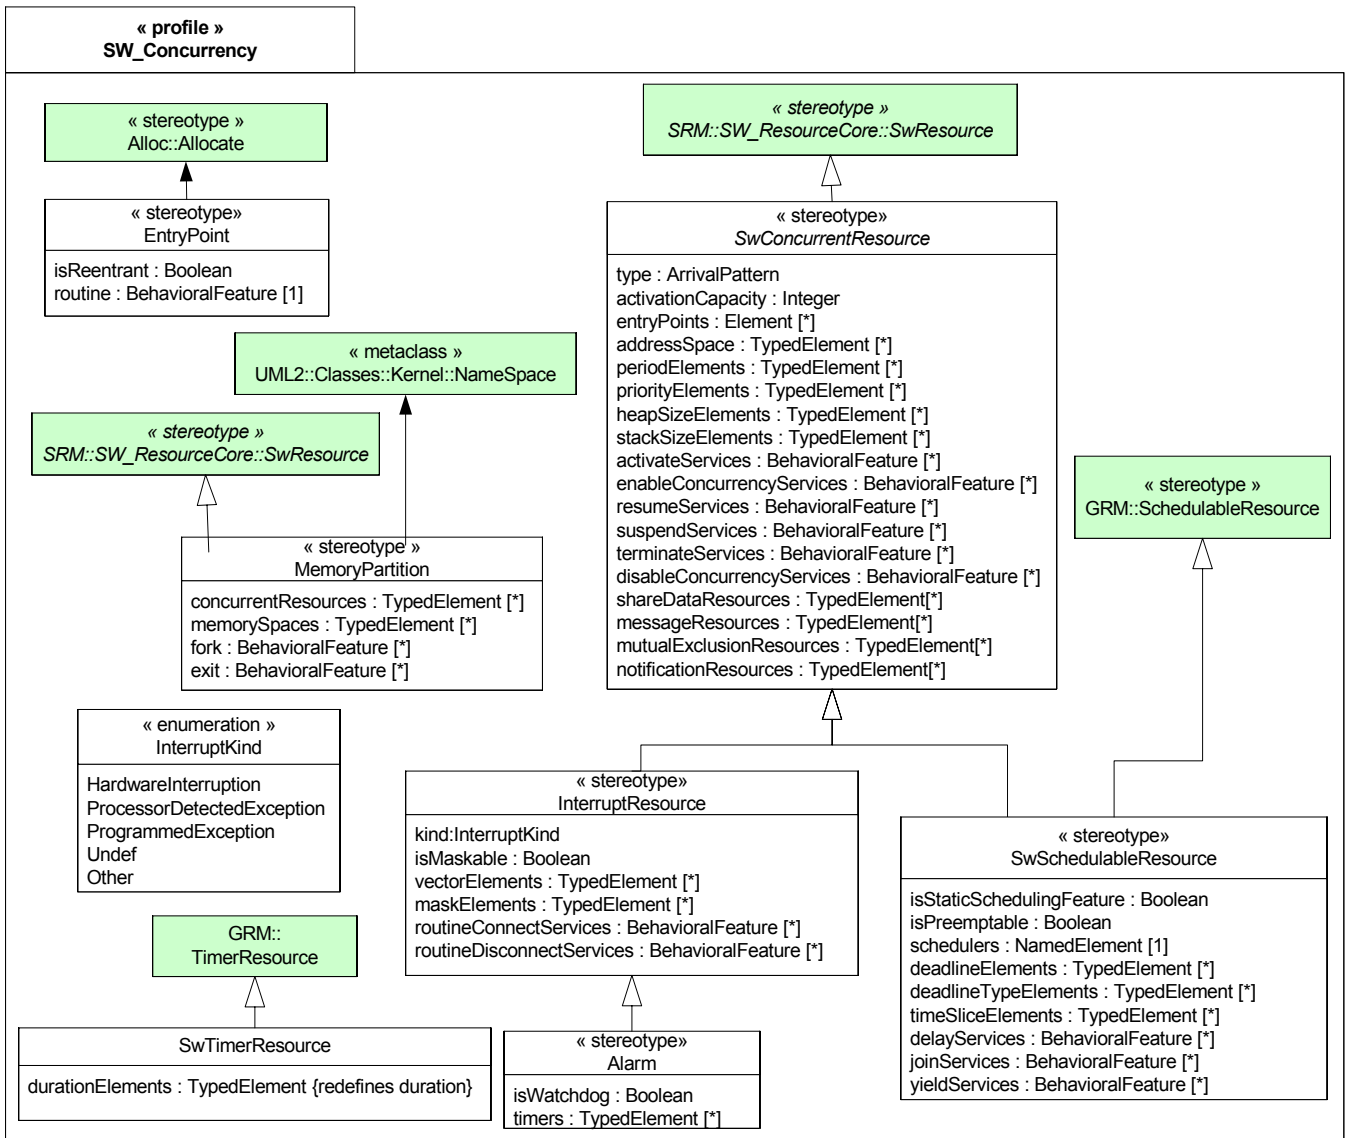 « profile »
SW_Concurrency
« stereotype »
Alloc::Allocate
« stereotype»
EntryPoint
isReentrant : Boolean
routine : BehavioralFeature [1]
« metaclass »
UML2::Classes::Kernel::NameSpace
« stereotype »
SRM::SW_ResourceCore::SwResource
« stereotype »
MemoryPartition
concurrentResources : TypedElement [*]
memorySpaces : TypedElement [*]
fork : BehavioralFeature [*]
exit : BehavioralFeature [*]
« enumeration »
InterruptKind
HardwareInterruption
ProcessorDetectedException
ProgrammedException
Undef
Other
GRM::
TimerResource
SwTimerResource
durationElements : TypedElement {redefines duration}
« stereotype »
SRM::SW_ResourceCore::SwResource
« stereotype»
SwConcurrentResource
type : ArrivalPattern
activationCapacity : Integer
entryPoints : Element [*]
addressSpace : TypedElement [*]
periodElements : TypedElement [*]
priorityElements : TypedElement [*]
heapSizeElements : TypedElement [*]
stackSizeElements : TypedElement [*]
activateServices : BehavioralFeature [*]
enableConcurrencyServices : BehavioralFeature [*]
resumeServices : BehavioralFeature [*]
suspendServices : BehavioralFeature [*]
terminateServices : BehavioralFeature [*]
disableConcurrencyServices : BehavioralFeature [*]
shareDataResources : TypedElement[*]
messageResources : TypedElement[*]
mutualExclusionResources : TypedElement[*]
notificationResources : TypedElement[*]
« stereotype »
GRM::SchedulableResource
« stereotype»
InterruptResource
kind:InterruptKind
isMaskable : Boolean
vectorElements : TypedElement [*]
maskElements : TypedElement [*]
routineConnectServices : BehavioralFeature [*]
routineDisconnectServices : BehavioralFeature [*]
« stereotype»
Alarm
isWatchdog : Boolean
timers : TypedElement [*]
« stereotype»
SwSchedulableResource
isStaticSchedulingFeature : Boolean
isPreemptable : Boolean
schedulers : NamedElement [1]
deadlineElements : TypedElement [*]
deadlineTypeElements : TypedElement [*]
timeSliceElements : TypedElement [*]
delayServices : BehavioralFeature [*]
joinServices : BehavioralFeature [*]
yieldServices : BehavioralFeature [*]